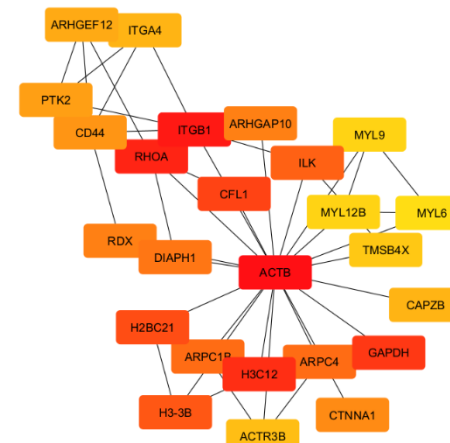 ARHGEF12
ITGA4
PTK2
CD44
ITGB1
ARHGAP10
MYL9
RHOA
ILK
CFL1
MYL12B
MYL6
RDX
DIAPH1
TMSB4X
ACTB
CAPZB
H2BC21
ARPC1B
H3C12
ARPC4
GAPDH
H3-3B
ACTR3B
CTNNA1